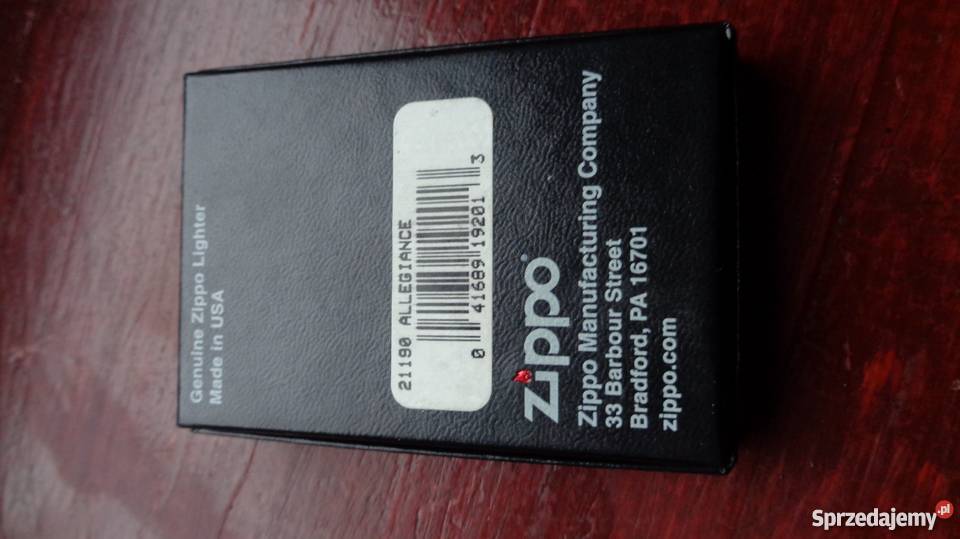 Genuine Zippo Lighter
Made in USA
21190 ALLEGIANCE
0 41689 19201 3
Zippo
Zippo Manufacturing Company
33 Barbour Street
Bradford, PA 16701
zippo.com
Sprzedajemy.pl